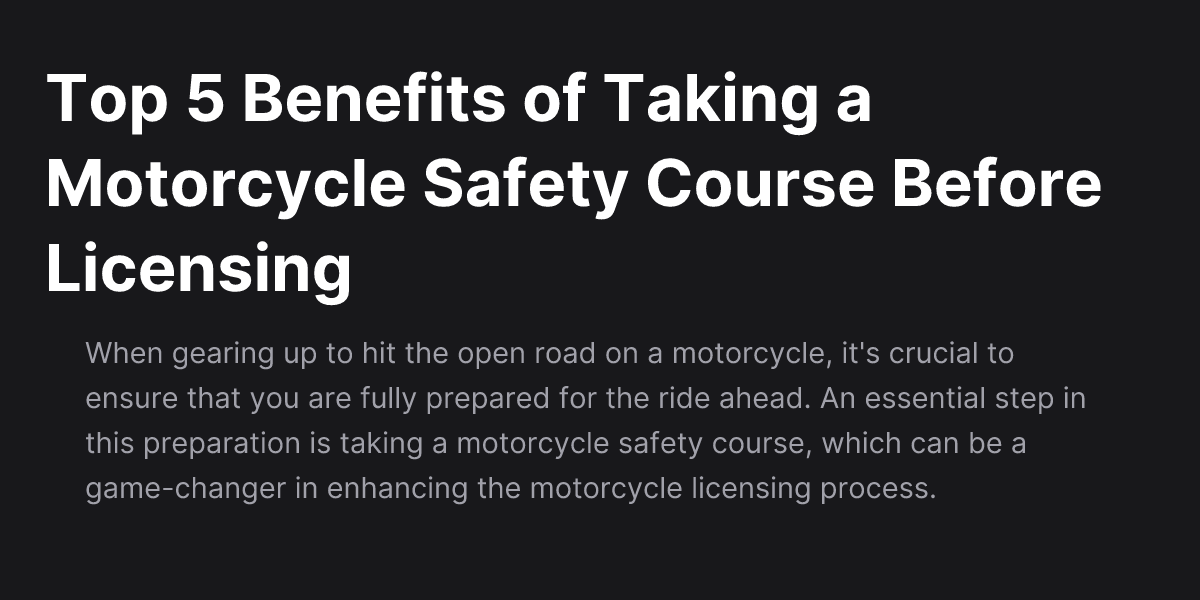 Top 5 Benefits of Taking a
Motorcycle Safety Course Before
Licensing
When gearing up to hit the open road on a motorcycle, it's crucial to
ensure that you are fully prepared for the ride ahead. An essential step in
this preparation is taking a motorcycle safety course, which can be a
game-changer in enhancing the motorcycle licensing process.